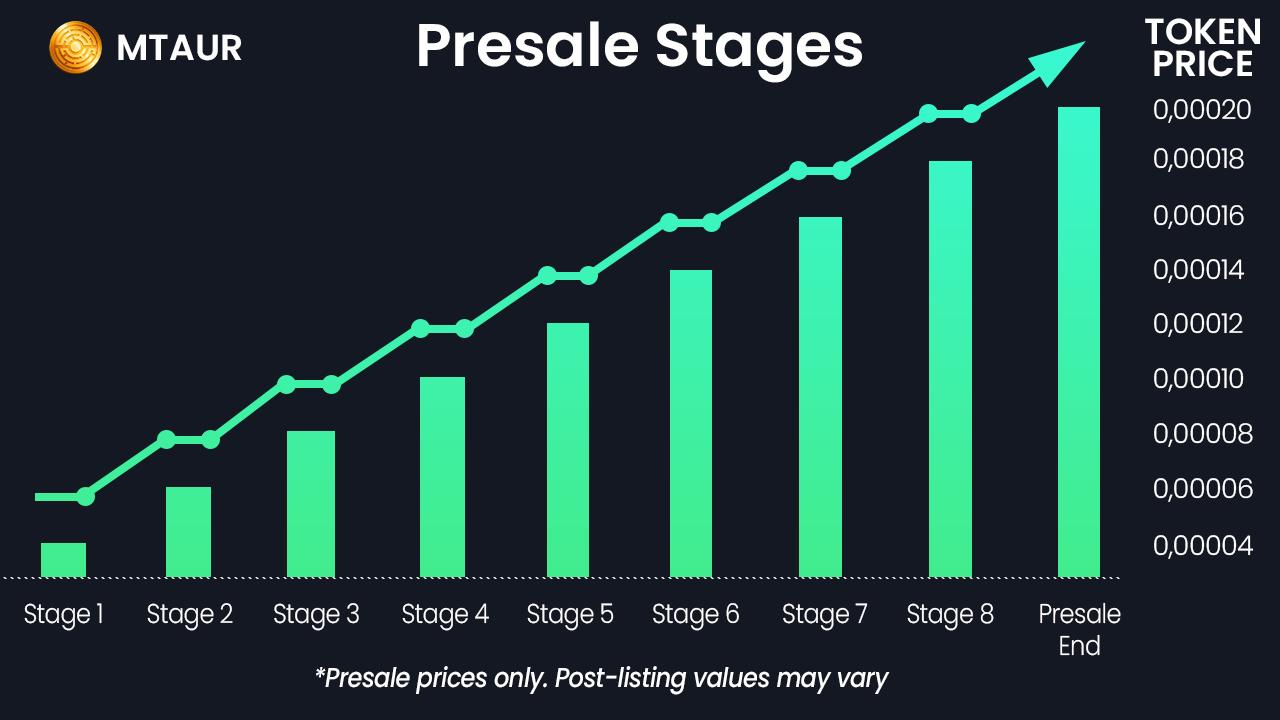 MTAUR
Presale Stages
TOKEN
PRICE
0,00020
0,00018
0,00016
0,00014
0,00012
0,00010
0,00008
0,00006
0,00004
Stage 1
Stage 2
Stage 3
Stage 4
Stage 5
Stage 6
Stage 7
Stage 8
Presale
End
*Presale prices only. Post-listing values may vary